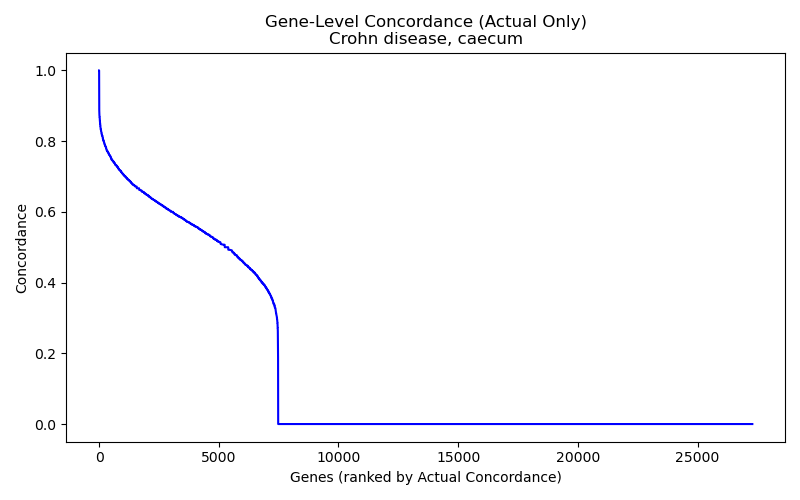 Gene-Level Concordance (Actual Only)
Crohn disease, caecum
Concordance
1.0
0.8
0.6
0.4
0.2
0.0
0 5000 10000 15000 20000 25000
Genes (ranked by Actual Concordance)